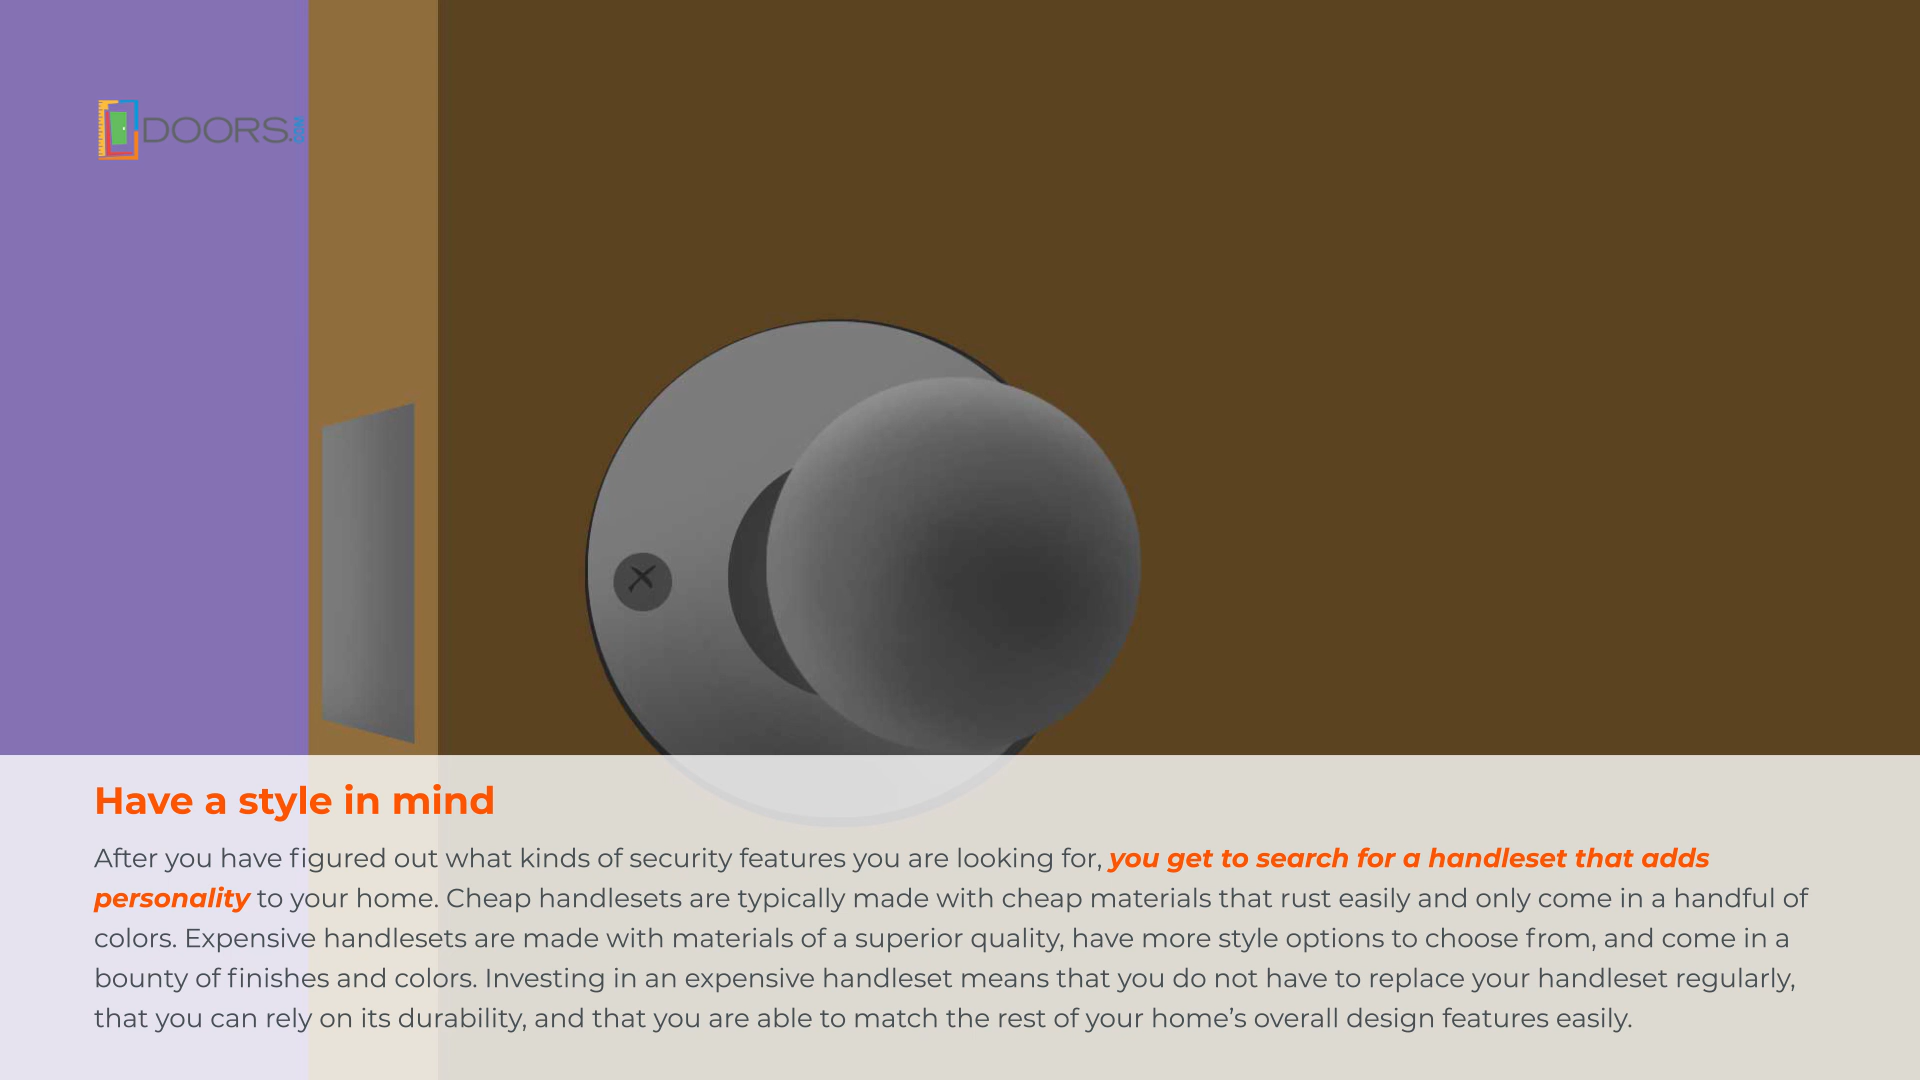 DOORS.COM
Have a style in mind
After you have figured out what kinds of security features you are looking for, you get to search for a handleset that adds
personality to your home. Cheap handlesets are typically made with cheap materials that rust easily and only come in a handful of
colors. Expensive handlesets are made with materials of a superior quality, have more style options to choose from, and come in a
bounty of finishes and colors. Investing in an expensive handleset means that you do not have to replace your handleset regularly,
that you can rely on its durability, and that you are able to match the rest of your home’s overall design features easily.